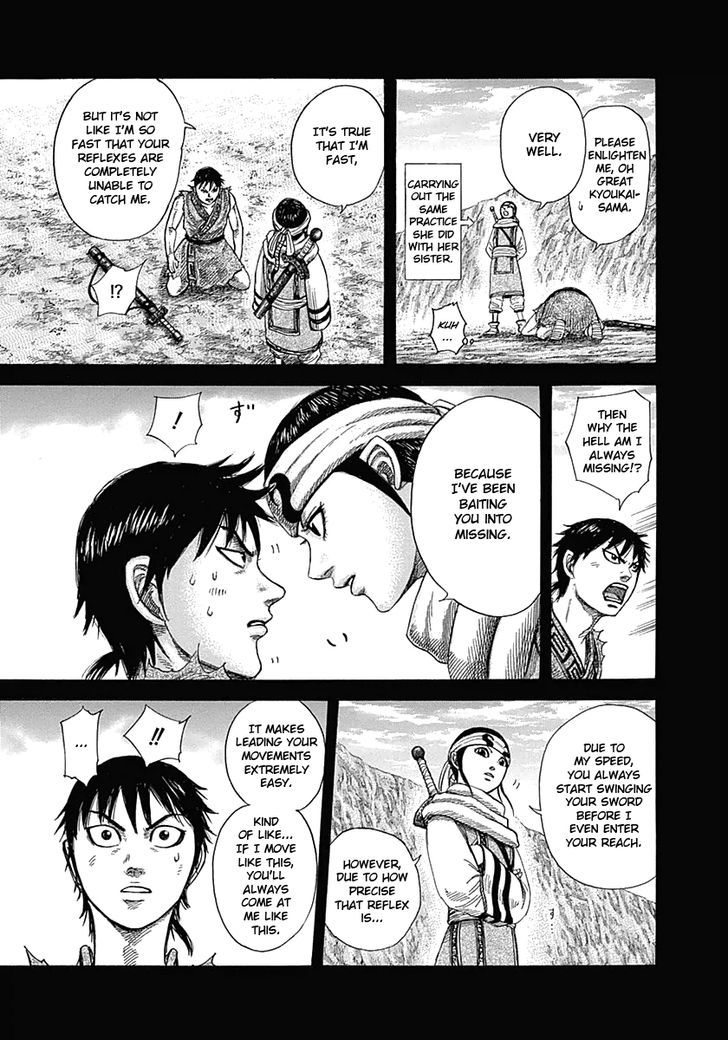 PLEASE
ENLIGHTEN
ME, OH
GREAT
KYOUKAI-
SAMA.
VERY
WELL.
CARRYING
OUT THE
SAME
PRACTICE
SHE DID
WITH HER
SISTER.
KUH
...
IT'S TRUE
THAT I'M
FAST,
BUT IT'S NOT
LIKE I'M SO
FAST THAT YOUR
REFLEXES ARE
COMPLETELY
UNABLE TO
CATCH ME.
!?
THEN
WHY THE
HELL AM I
ALWAYS
MISSING!?
BECAUSE
I'VE BEEN
BAITING
YOU INTO
MISSING.
ず
!
DUE TO
MY SPEED,
YOU ALWAYS
START SWINGING
YOUR SWORD
BEFORE I
EVEN ENTER
YOUR REACH.
HOWEVER,
DUE TO HOW
PRECISE
THAT REFLEX
IS...
IT MAKES
LEADING YOUR
MOVEMENTS
EXTREMELY
EASY.
KIND
OF LIKE...
IF I MOVE
LIKE THIS,
YOU'LL
ALWAYS
COME AT
ME LIKE
THIS.
!!
...